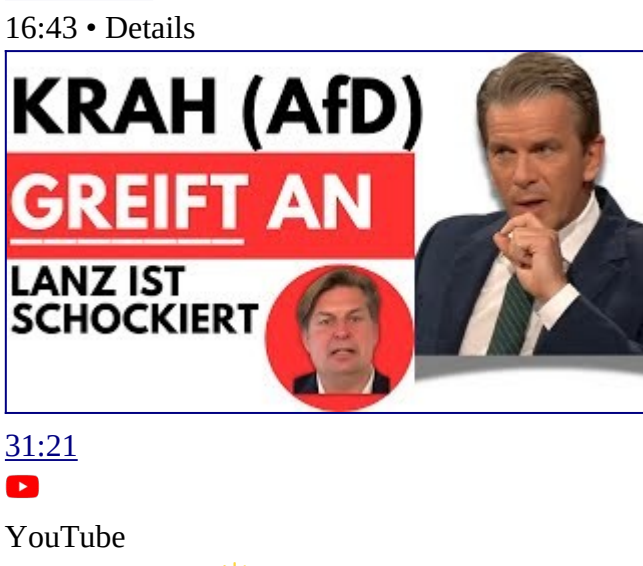 16:43 • Details
KRAH (AfD)
GREIFT AN
LANZ IST
SCHOCKIERT
31:21
YouTube